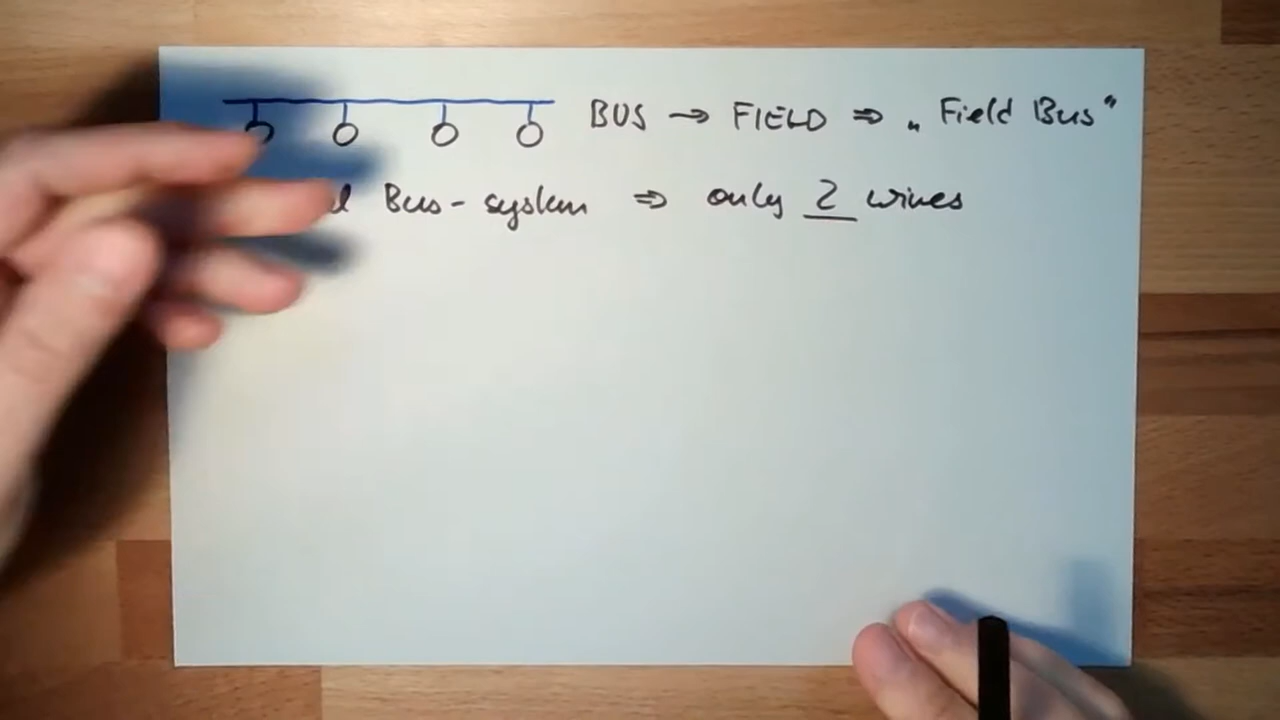 BUS → FIELD ⇒ „Field Bus"
Bus-system ⇒ only 2 wires